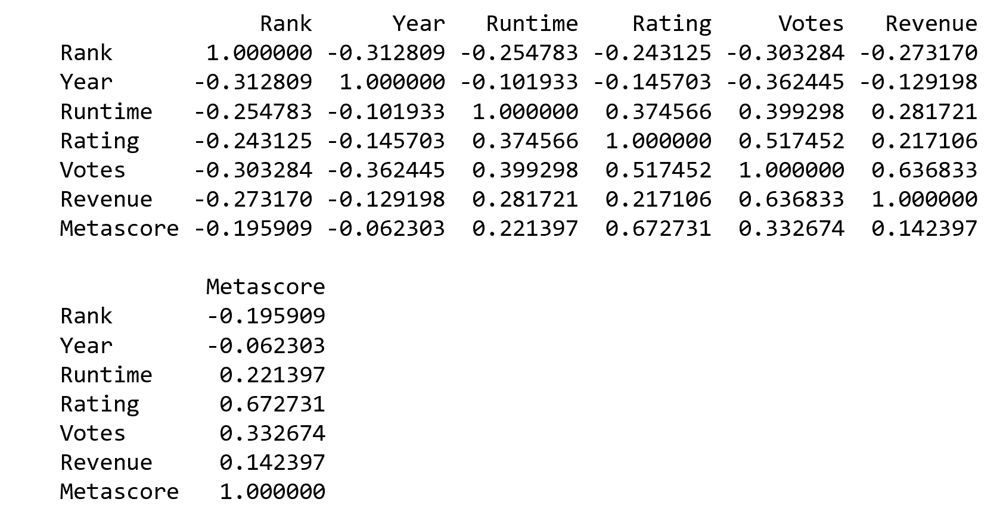 Rank Year Runtime Rating Votes Revenue
Rank 1.000000 -0.312809 -0.254783 -0.243125 -0.303284 -0.273170
Year -0.312809 1.000000 -0.101933 -0.145703 -0.362445 -0.129198
Runtime -0.254783 -0.101933 1.000000 0.374566 0.399298 0.281721
Rating -0.243125 -0.145703 0.374566 1.000000 0.517452 0.217106
Votes -0.303284 -0.362445 0.399298 0.517452 1.000000 0.636833
Revenue -0.273170 -0.129198 0.281721 0.217106 0.636833 1.000000
Metascore -0.195909 -0.062303 0.221397 0.672731 0.332674 0.142397
Metascore
Rank -0.195909
Year -0.062303
Runtime 0.221397
Rating 0.672731
Votes 0.332674
Revenue 0.142397
Metascore 1.000000